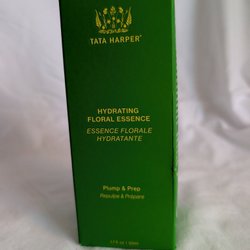 TATA HARPER
HYDRATING
FLORAL ESSENCE
ESSENCE FLORALE
HYDRATANTE
Plump & Prep
Repulpe & Prépare